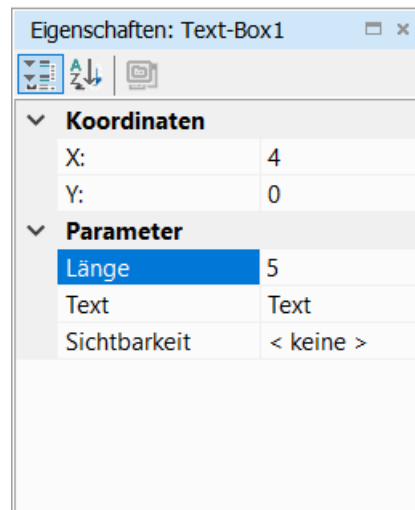 Eigenschaften: Text-Box1
Koordinaten
X: 4
Y: 0
Parameter
Länge 5
Text Text
Sichtbarkeit < keine >